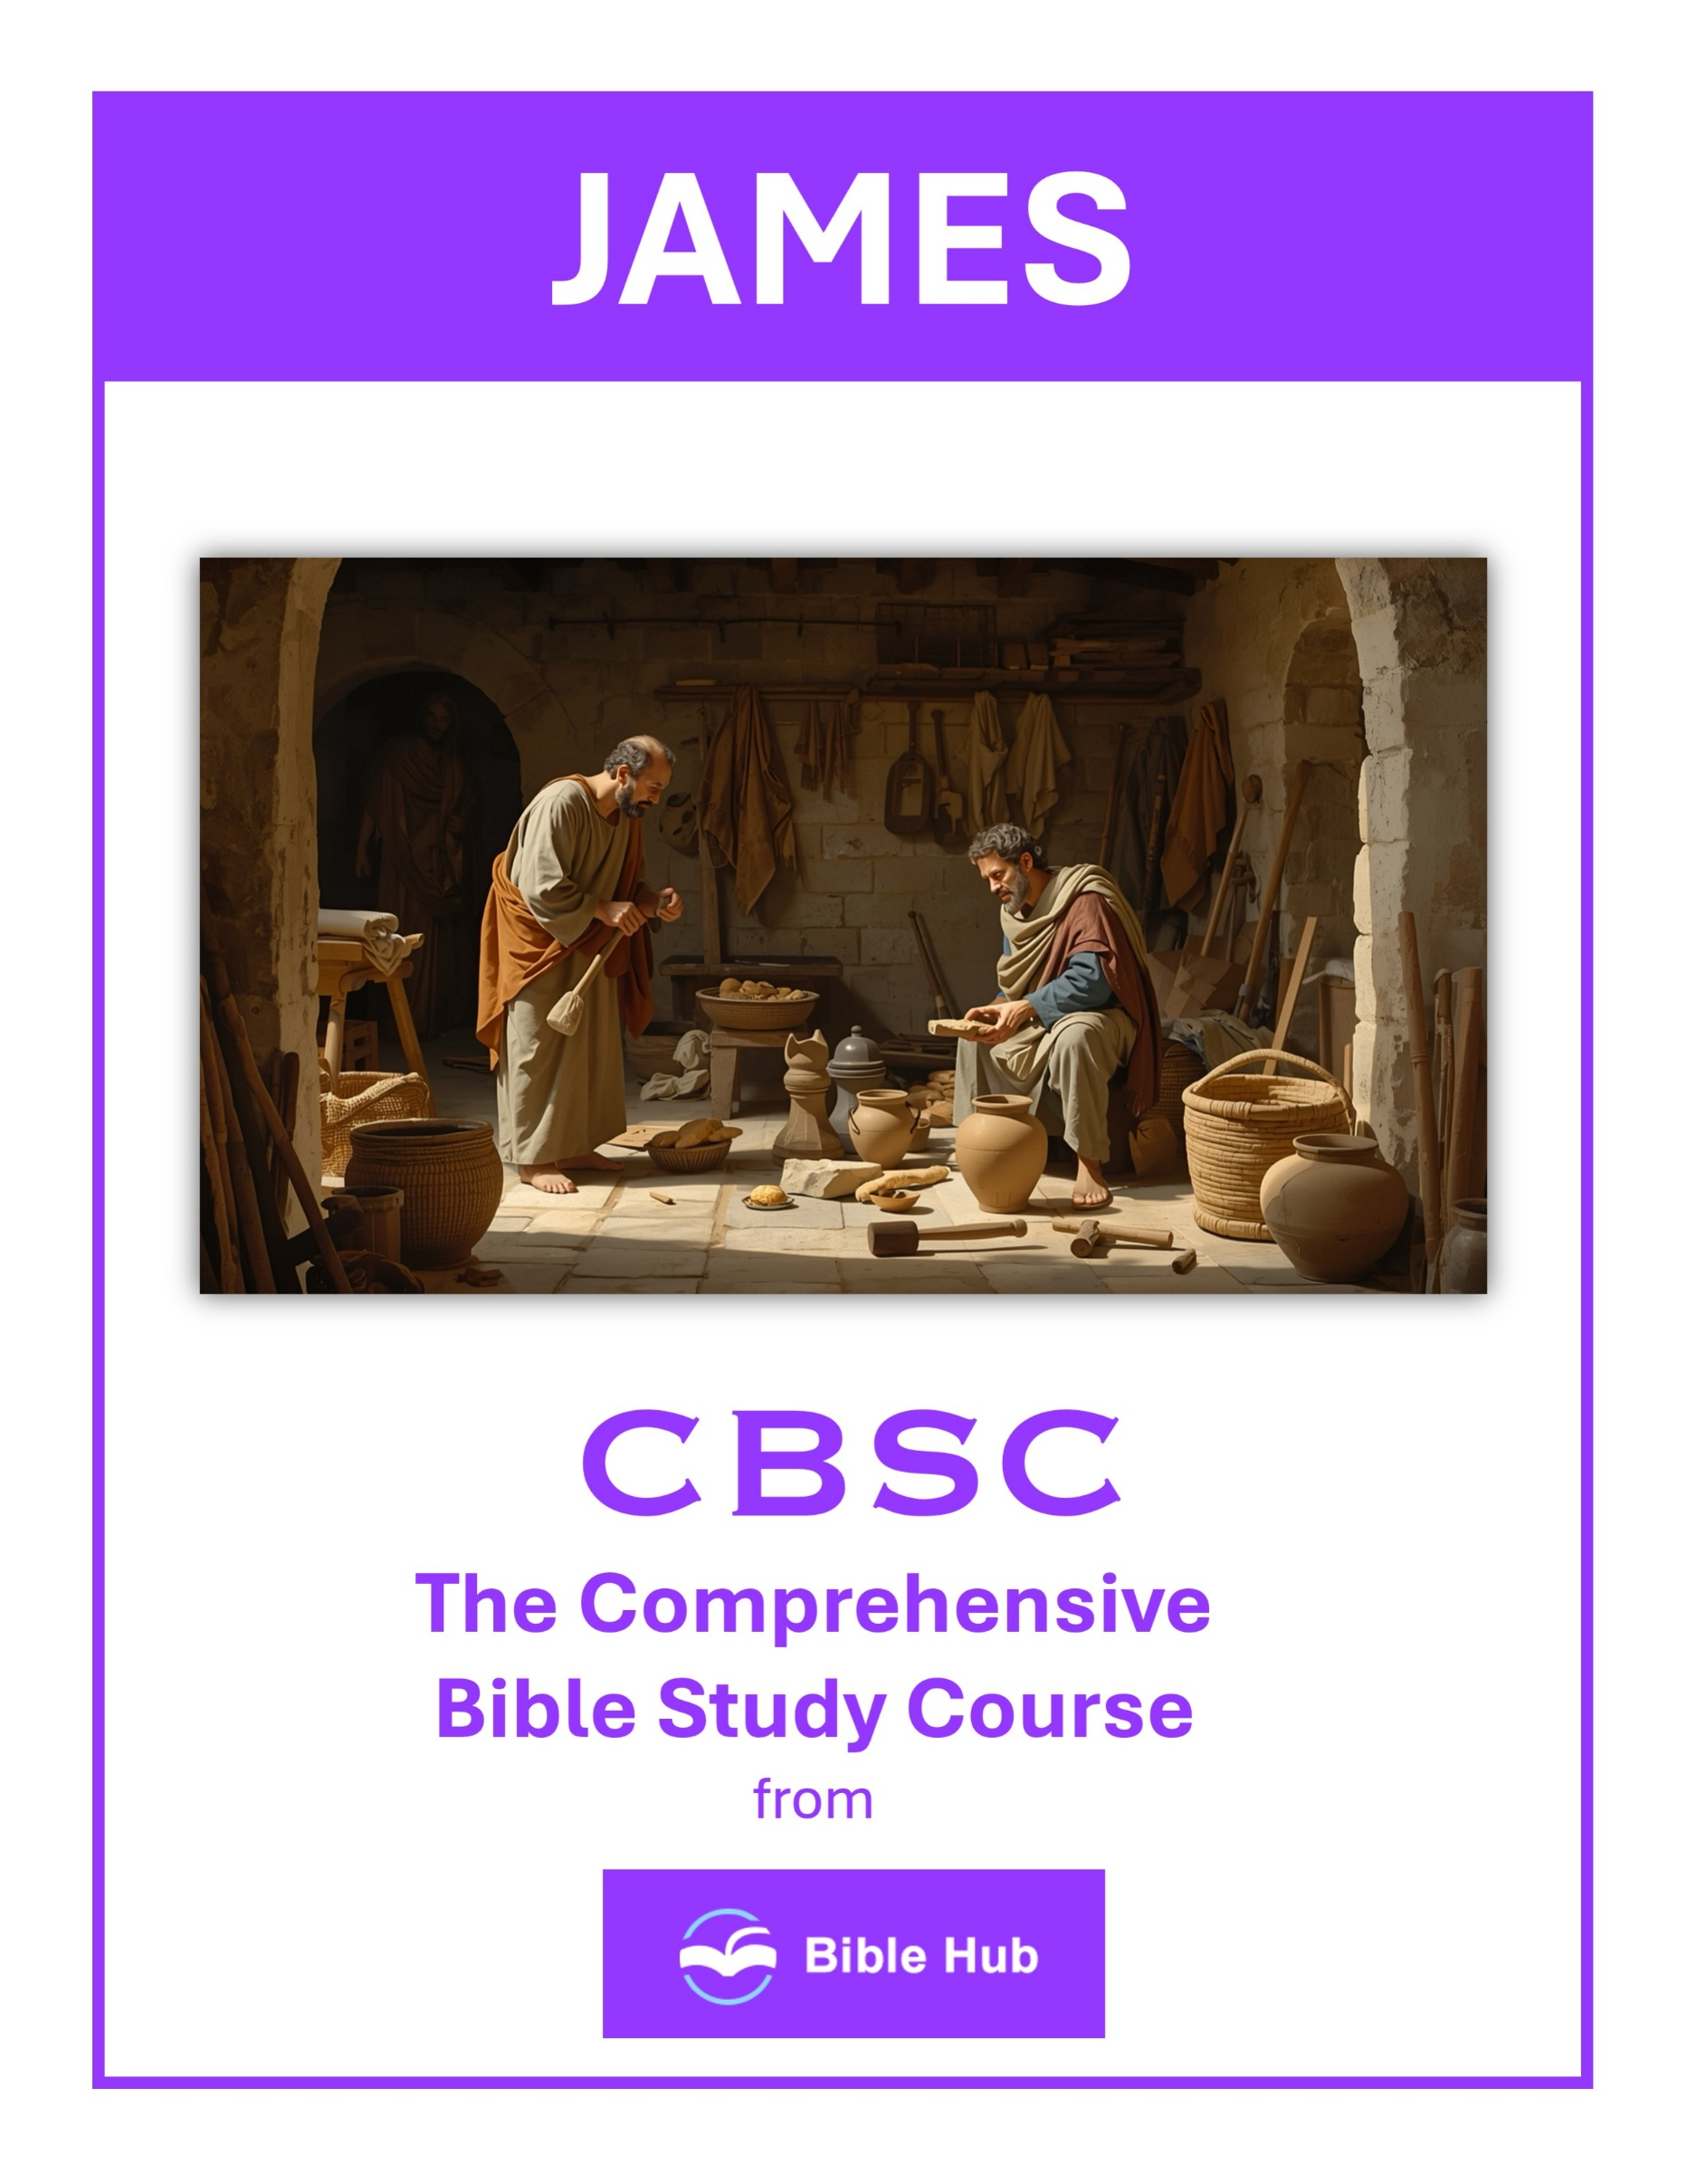 JAMES
CBSC
The Comprehensive
Bible Study Course
from
Bible Hub